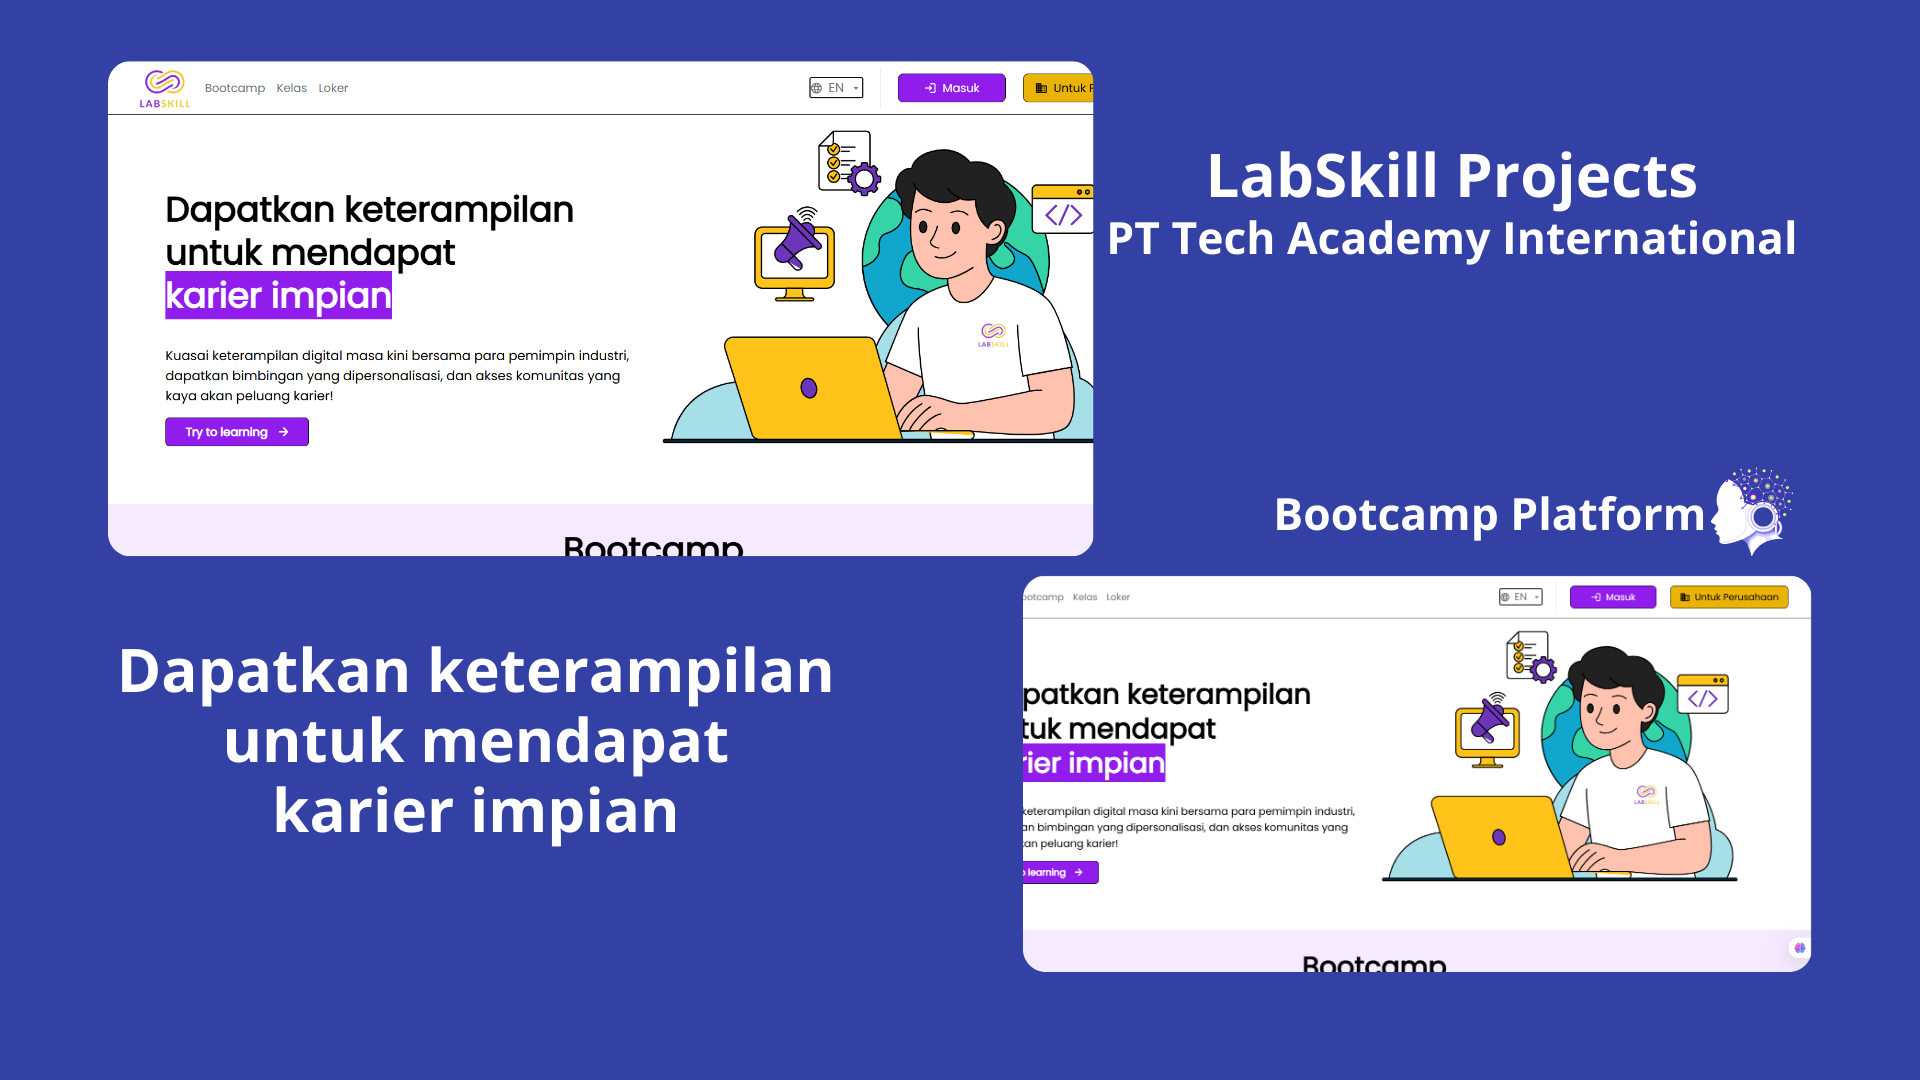 LABSKILL
Bootcamp Kelas Loker
EN
Masuk
Untuk
Dapatkan keterampilan
untuk mendapat
karier impian
Kuasai keterampilan digital masa kini bersama para pemimpin industri,
dapatkan bimbingan yang dipersonalisasi, dan akses komunitas yang
kaya akan peluang karier!
Try to learning
LABSKILL
Bootcamp
LabSkill Projects
PT Tech Academy International
Bootcamp Platform
Dapatkan keterampilan
untuk mendapat
karier impian
ootcamp Kelas Loker
EN
Masuk
Untuk Perusahaan
patkan keterampilan
tuk mendapat
rier impian
keterampilan digital masa kini bersama para pemimpin industri,
an bimbingan yang dipersonalisasi, dan akses komunitas yang
an peluang karier!
learning
LABSKILL
Bootcamp